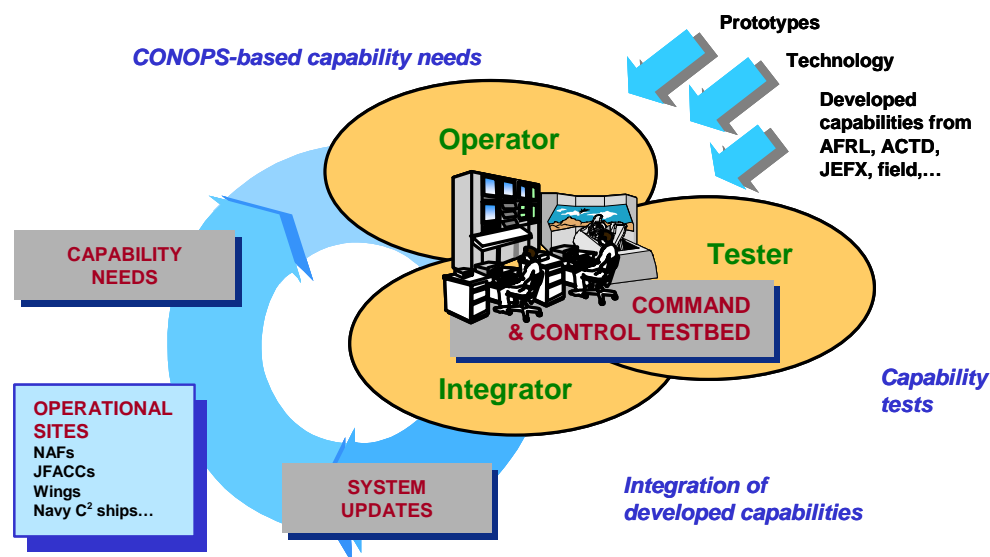 Prototypes
CONOPS-based capability needs
Technology
Developed
capabilities from
AFRL, ACTD,
JEFX, field,…
Operator
Tester
CAPABILITY
NEEDS
COMMAND
& CONTROL TESTBED
Integrator
Capability
tests
OPERATIONAL
SITES
NAFs
JFACCs
Wings
Navy C² ships…
SYSTEM
UPDATES
Integration of
developed capabilities